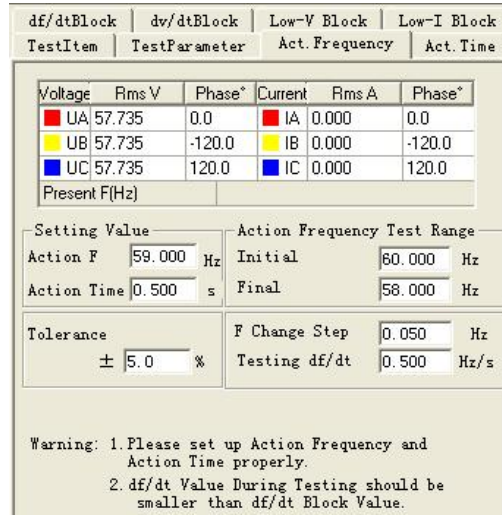 df/dtBlock dv/dtBlock Low-V Block Low-I Block
TestItem TestParameter Act.Frequency Act.Time
Voltage Rms V Phase° Current Rms A Phase°
UA 57.735 0.0 IA 0.000 0.0
UB 57.735 -120.0 IB 0.000 -120.0
UC 57.735 120.0 IC 0.000 120.0
Present F(Hz)
Setting Value Action Frequency Test Range
Action F 59.000 Hz Initial 60.000 Hz
Action Time 0.500 s Final 58.000 Hz
Tolerance F Change Step 0.050 Hz
± 5.0 % Testing df/dt 0.500 Hz/s
Warning: 1.Please set up Action Frequency and
Action Time properly.
2.df/dt Value During Testing should be
smaller than df/dt Block Value.